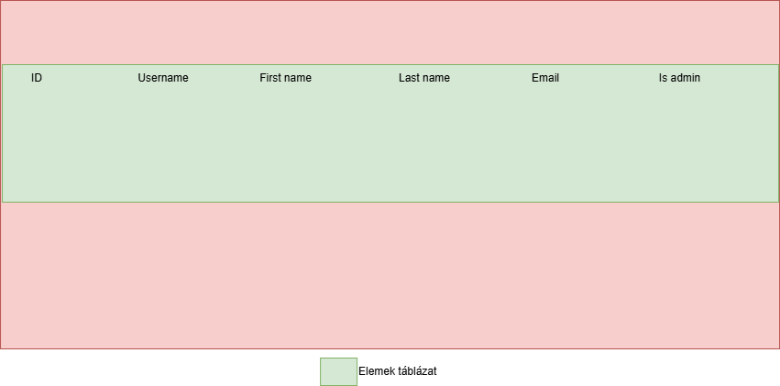 ID Username First name Last name Email Is admin
Elemek táblázat